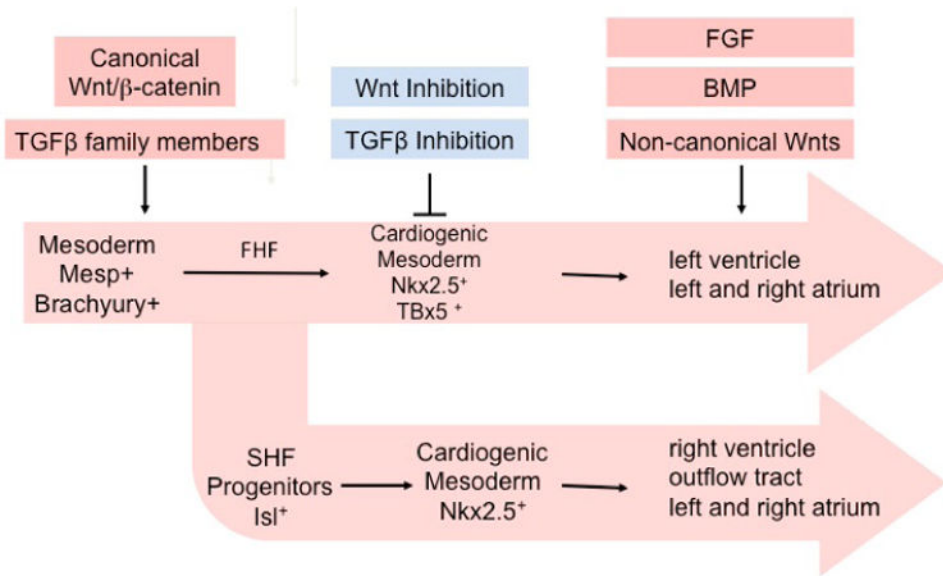 Canonical
Wnt/β-catenin
TGFβ family members
Wnt Inhibition
TGFβ Inhibition
FGF
BMP
Non-canonical Wnts
Mesoderm
Mesp+
Brachyury+
FHF
Cardiogenic
Mesoderm
Nkx2.5⁺
TBx5 ⁺
left ventricle
left and right atrium
SHF
Progenitors
Isl⁺
Cardiogenic
Mesoderm
Nkx2.5⁺
right ventricle
outflow tract
left and right atrium